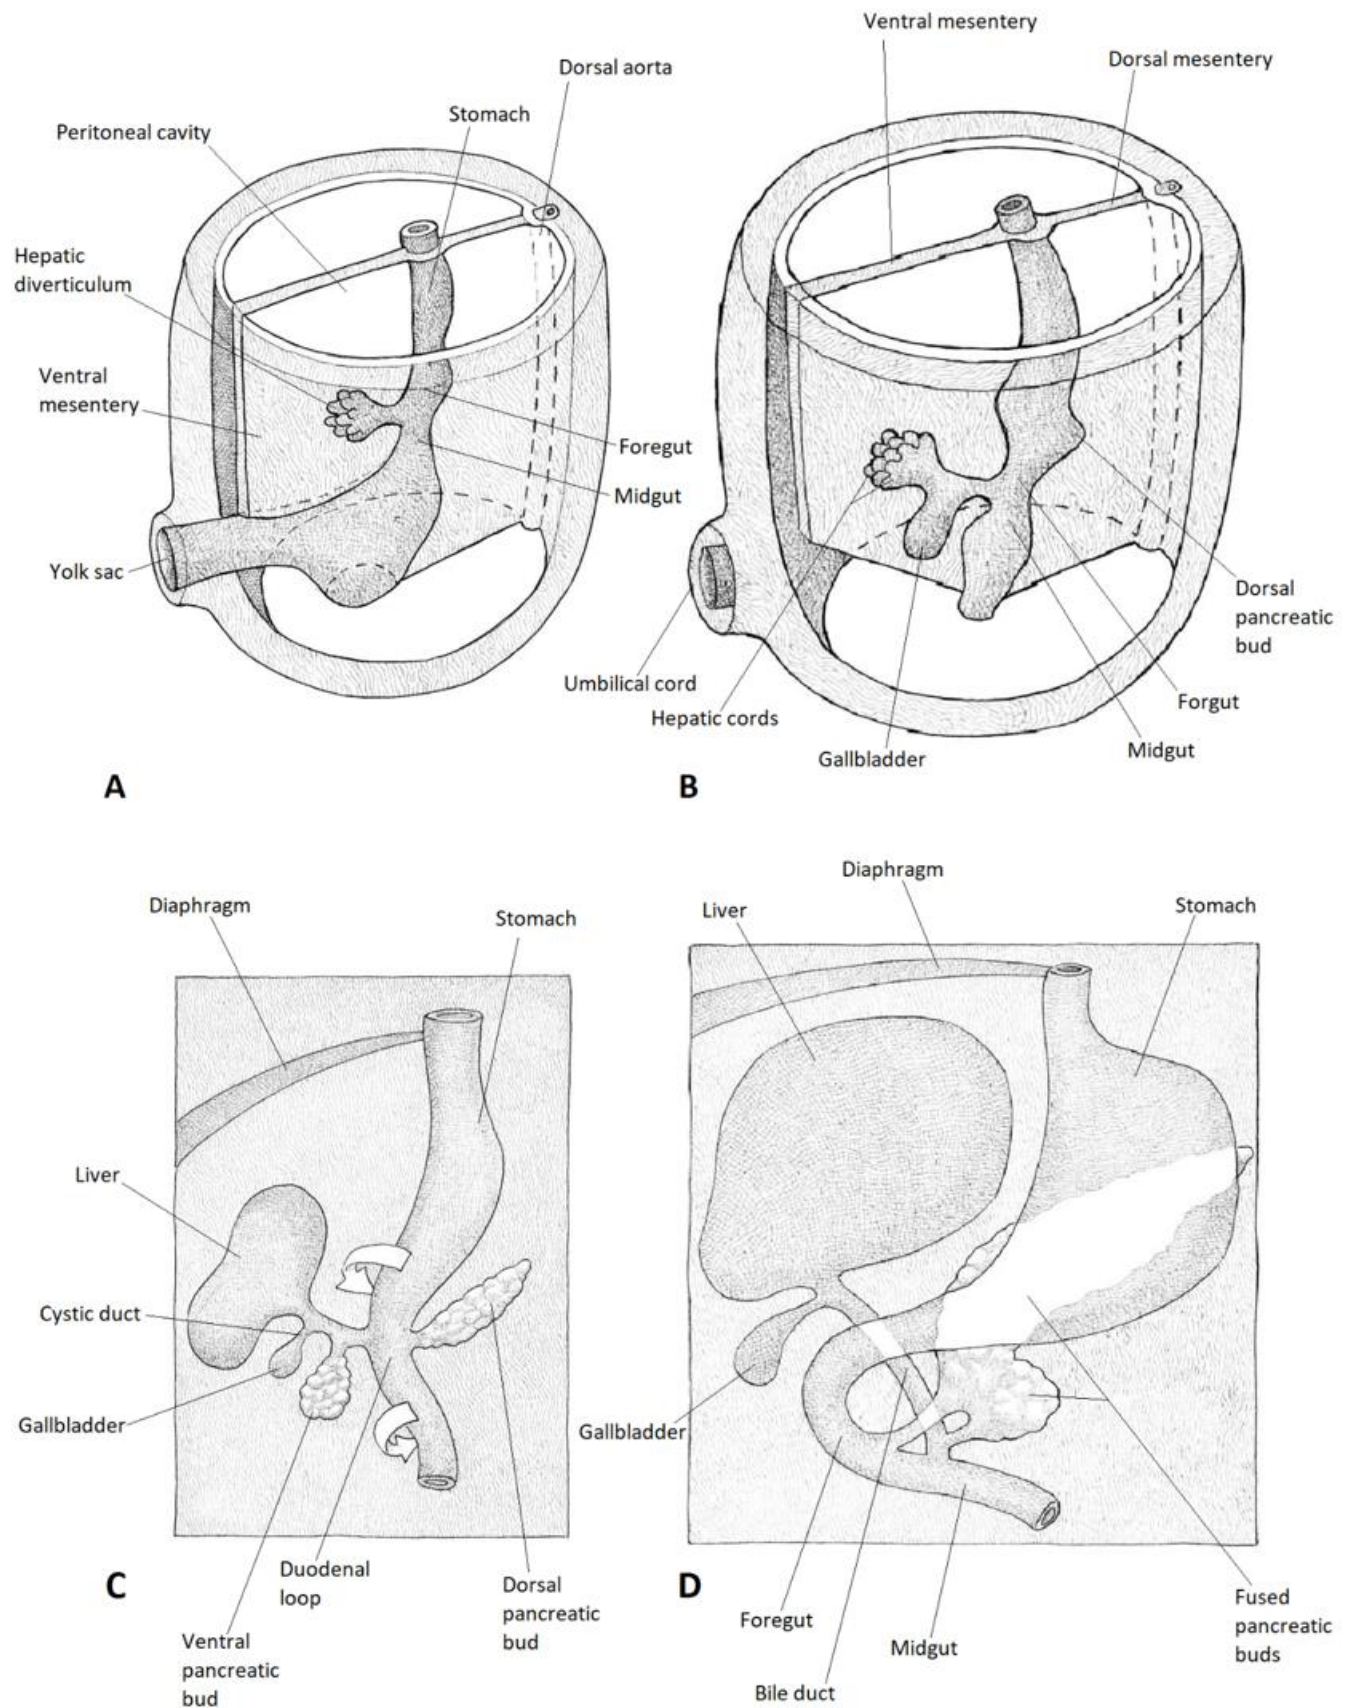 Ventral mesentery
Dorsal mesentery
Dorsal aorta
Stomach
Peritoneal cavity
Hepatic
diverticulum
Ventral
mesentery
Foregut
Midgut
Yolk sac
Dorsal
pancreatic
bud
Umbilical cord
Forgut
Hepatic cords
Midgut
Gallbladder
A
B
Diaphragm
Stomach
Liver
Cystic duct
Gallbladder
Duodenal
loop
Dorsal
pancreatic
bud
Ventral
pancreatic
bud
C
Diaphragm
Liver
Stomach
Gallbladder
Foregut
Midgut
Bile duct
Fused
pancreatic
buds
D